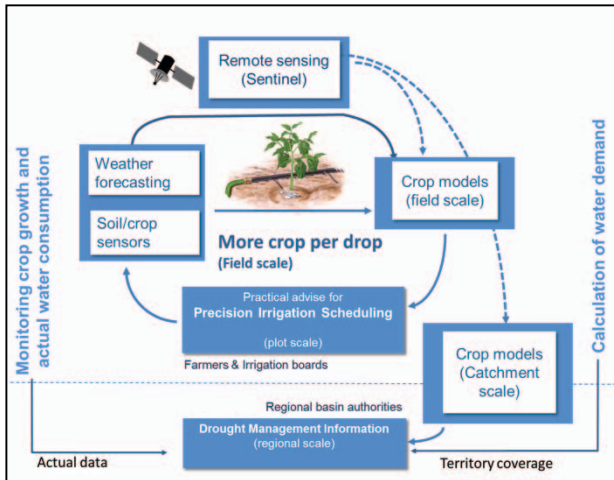 Remote sensing
(Sentinel)
Monitoring crop growth and
actual water consumption
Weather
forecasting
Soil/crop
sensors
More crop per drop
(Field scale)
Crop models
(field scale)
Calculation of water demand
Practical advise for
Precision Irrigation Scheduling
(plot scale)
Farmers & Irrigation boards
Crop models
(Catchment
scale)
Regional basin authorities
Drought Management Information
(regional scale)
Actual data
Territory coverage